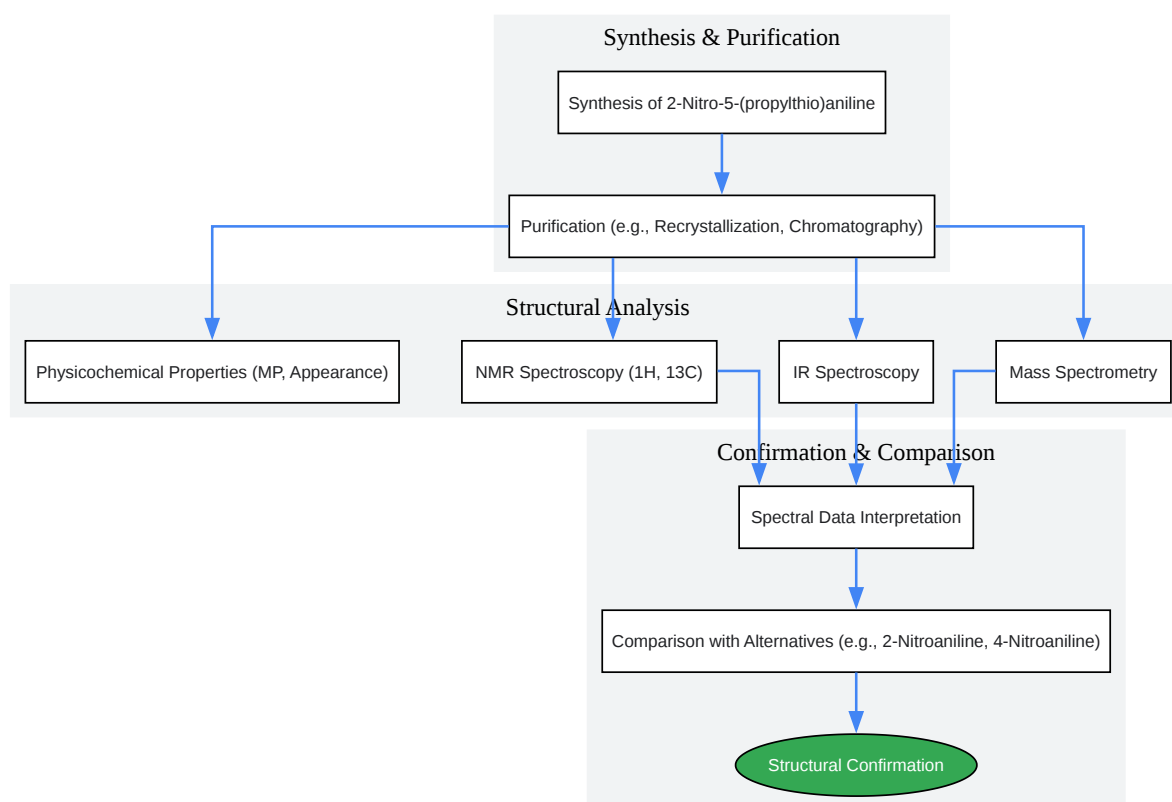 Synthesis & Purification
Synthesis of 2-Nitro-5-(propylthio)aniline
Purification (e.g., Recrystallization, Chromatography)
Structural Analysis
Physicochemical Properties (MP, Appearance)
NMR Spectroscopy (1H, 13C)
IR Spectroscopy
Mass Spectrometry
Confirmation & Comparison
Spectral Data Interpretation
Comparison with Alternatives (e.g., 2-Nitroaniline, 4-Nitroaniline)
Structural Confirmation